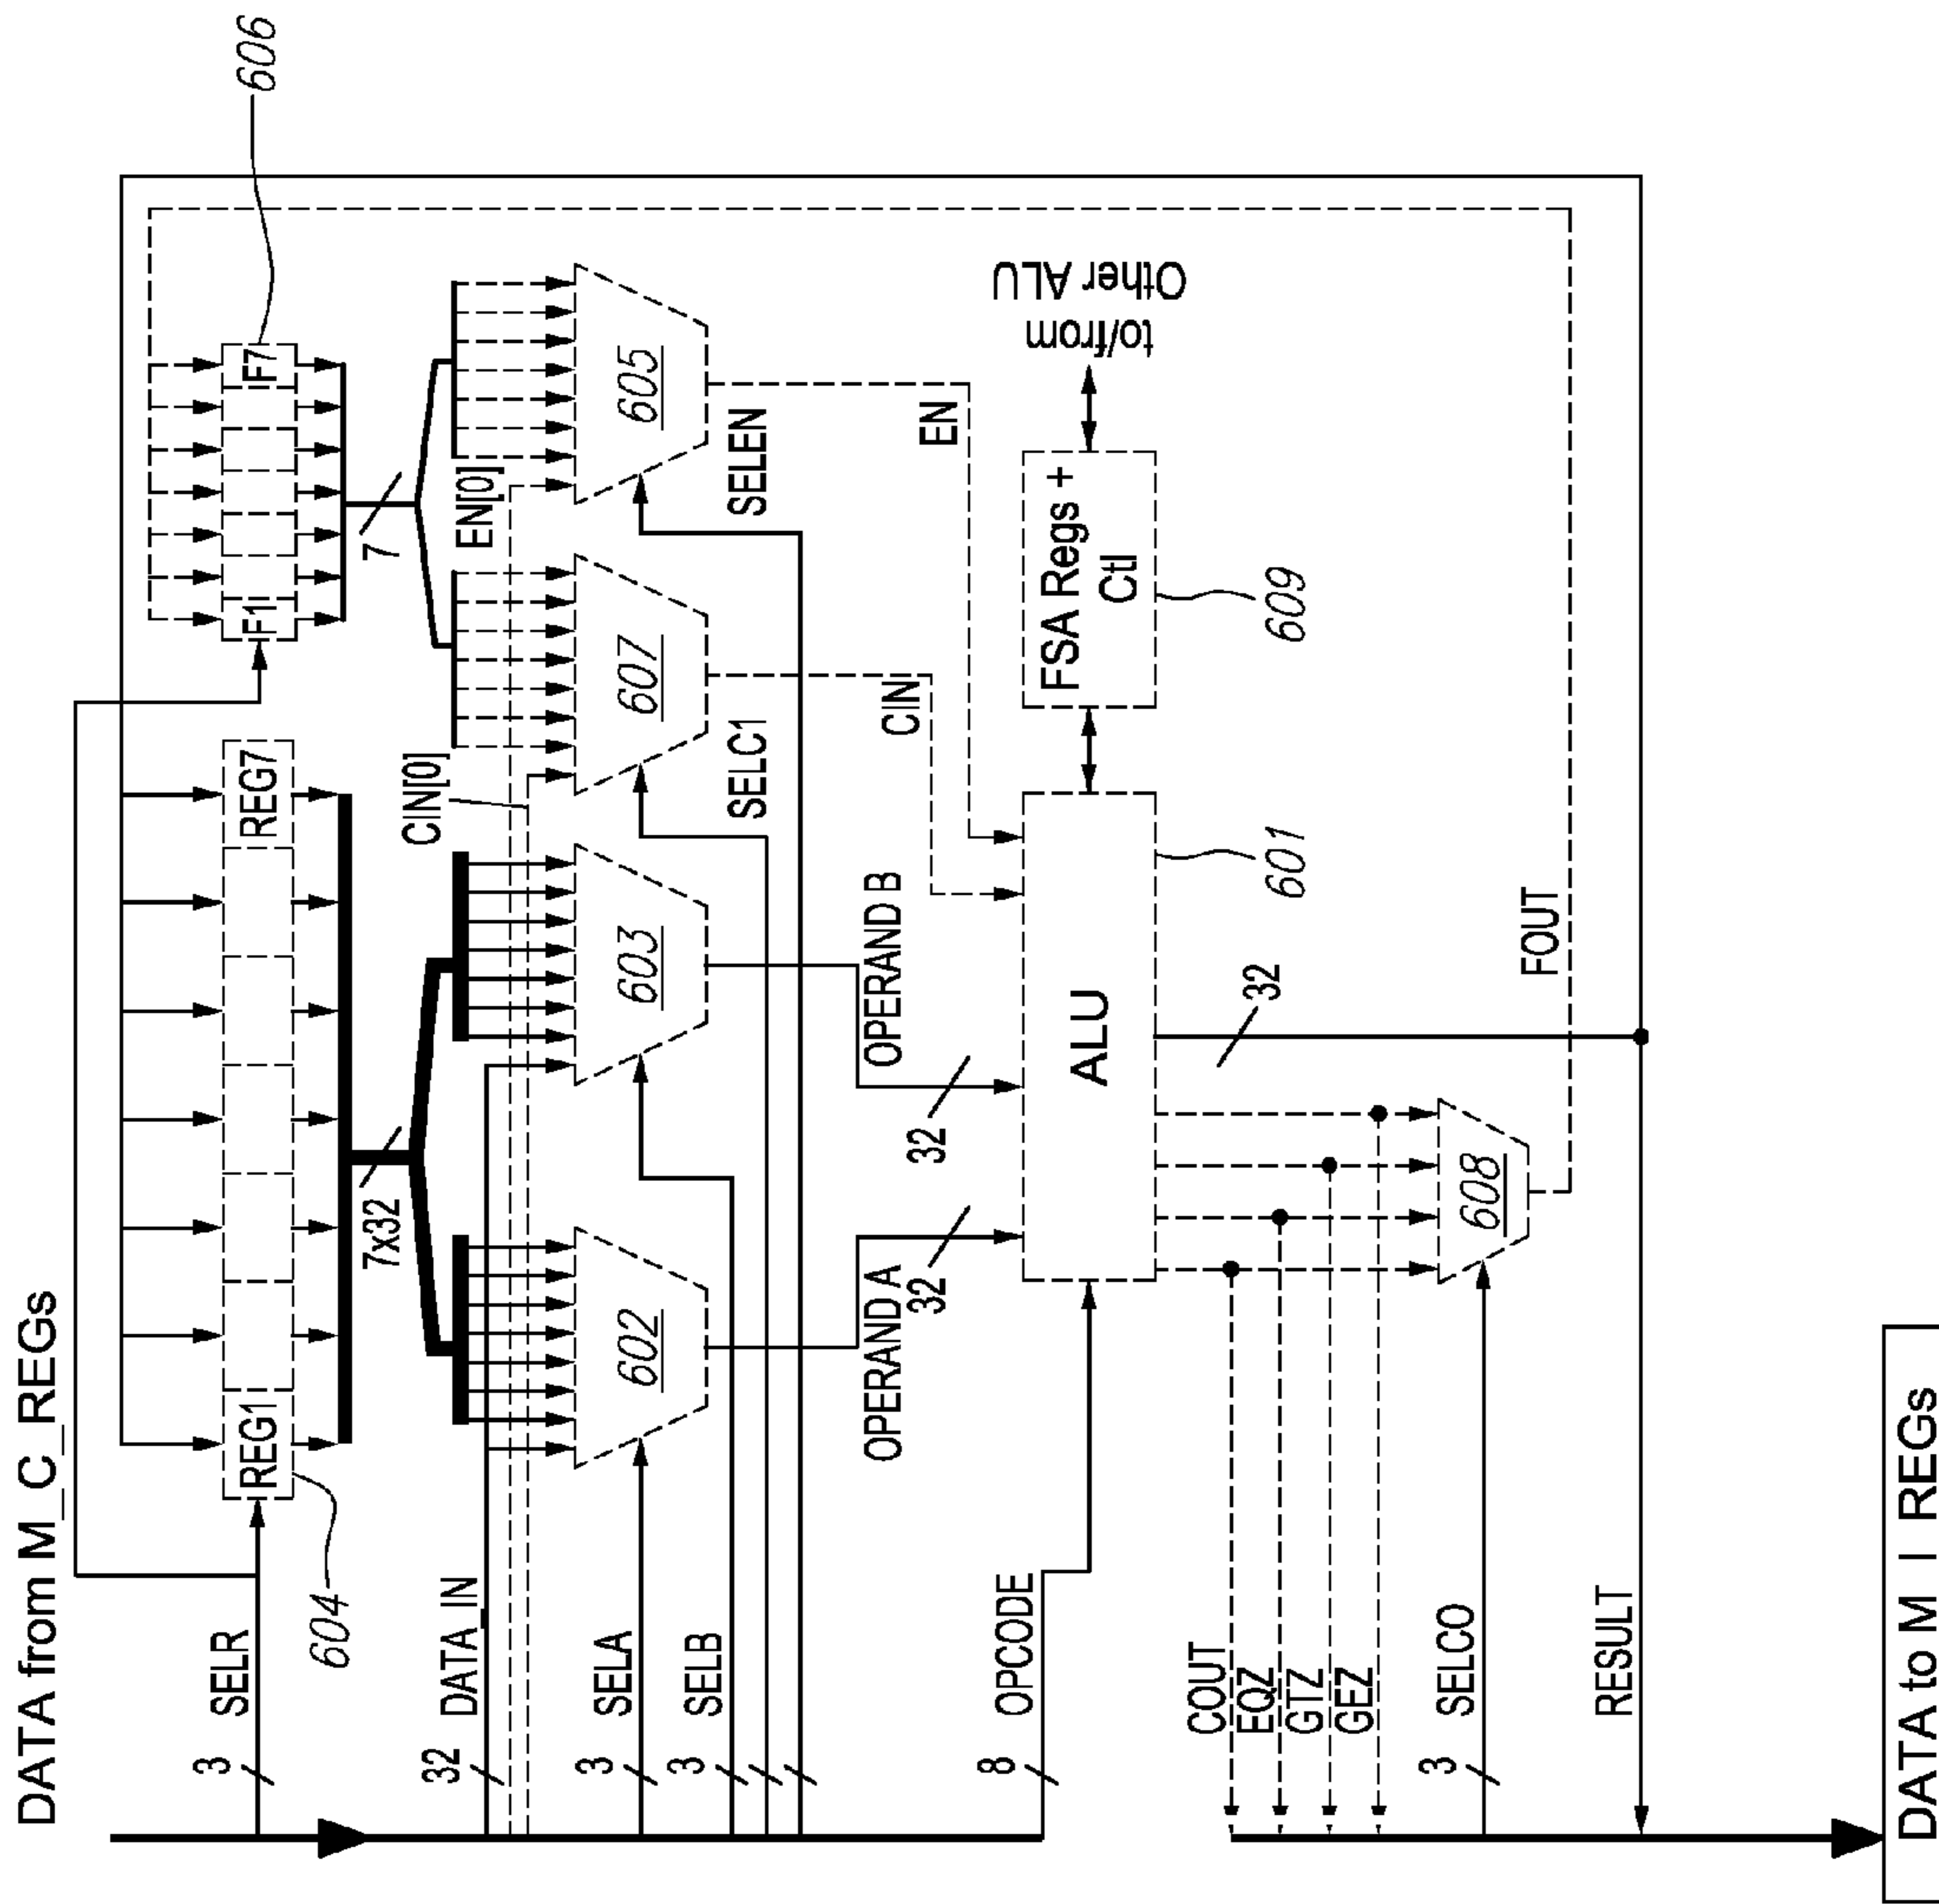 DATA from M_C_REGs
606
F1
F7
REG1
REG7
604
3
SELR
7x32
7
CIN[0]
EN[0]
32
DATA_IN
602
603
607
605
3
SELA
3
SELB
SELC1
SELEN
OPERAND A
OPERAND B
CIN
EN
32
32
8
OPCODE
ALU
FSA Regs +
Ctl
to/from
Other ALU
601
609
COUT
EQZ
GTZ
GEZ
32
3
SELCO
608
FOUT
RESULT
DATA to M_I_REGs